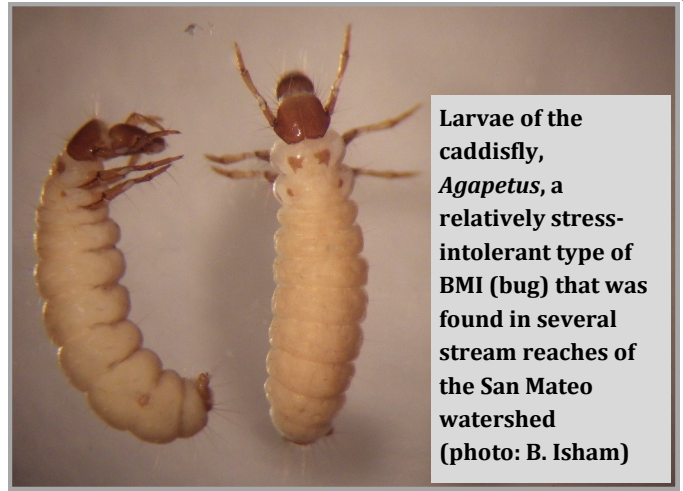 Larvae of the
caddisfly,
Agapetus, a
relatively stress-
intolerant type of
BMI (bug) that was
found in several
stream reaches of
the San Mateo
watershed
(photo: B. Isham)